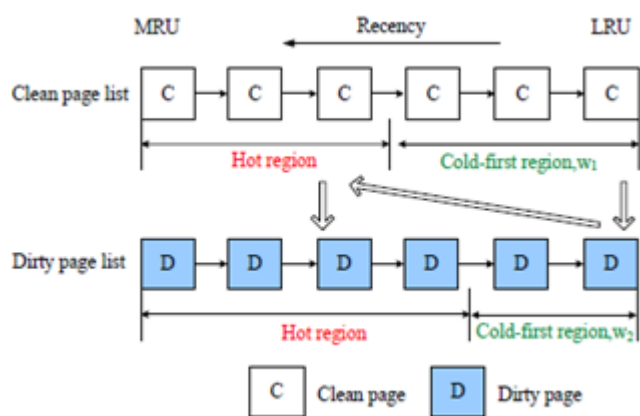 MRU Recency LRU
Clean page list C C C C C C
Hot region Cold-first region,w₁
Dirty page list D D D D D D
Hot region Cold-first region,w₂
C Clean page D Dirty page